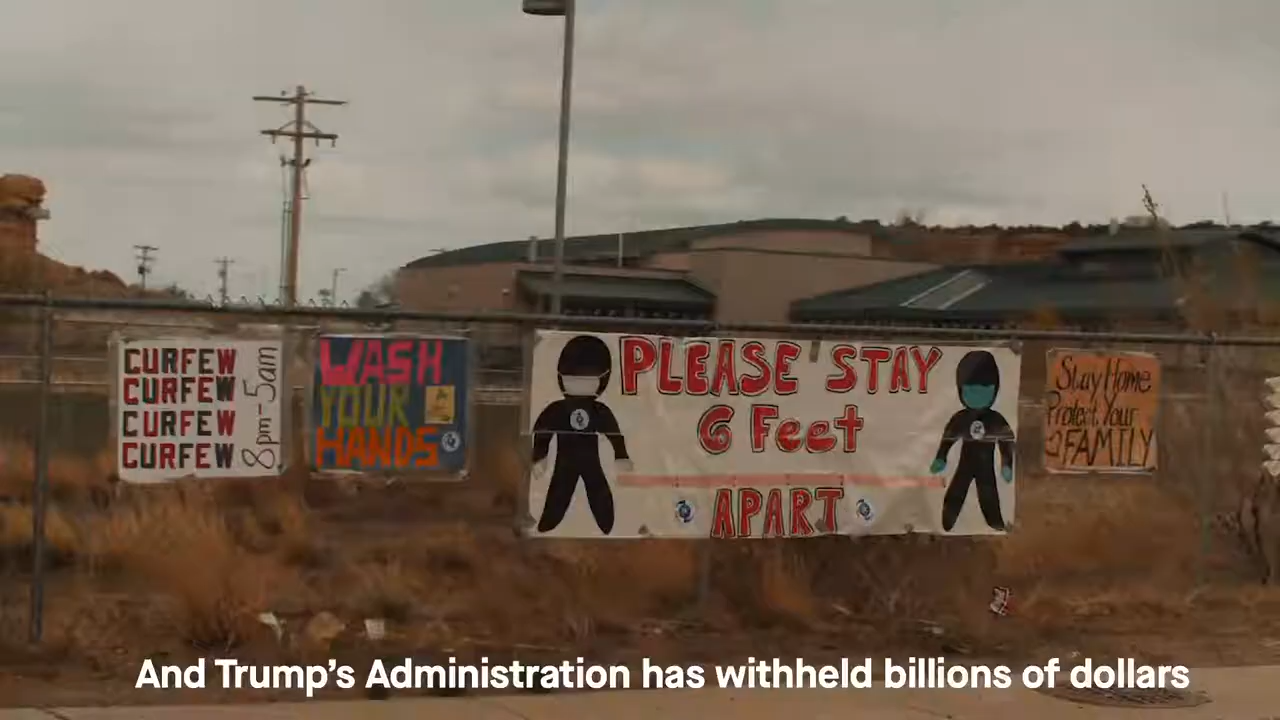 CURFEW
CURFEW
CURFEW
CURFEW
8pm-5am
WASH
YOUR
HANDS
PLEASE STAY
6 Feet
APART
Stay Home
Protect Your
FAMILY
And Trump's Administration has withheld billions of dollars